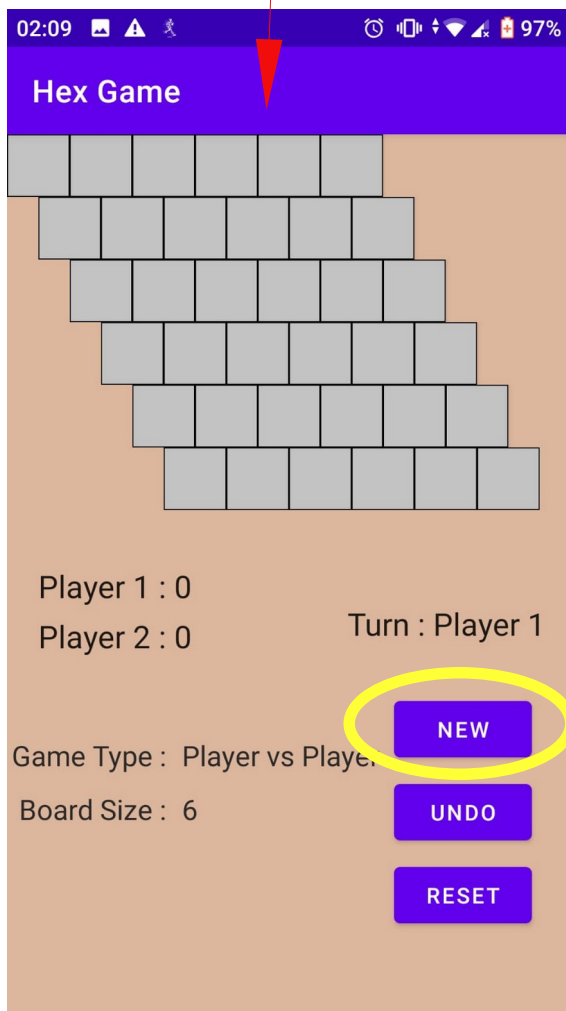 02:09 97%
Hex Game
Player 1 : 0
Player 2 : 0
Turn : Player 1
NEW
Game Type : Player vs Player
Board Size : 6
UNDO
RESET